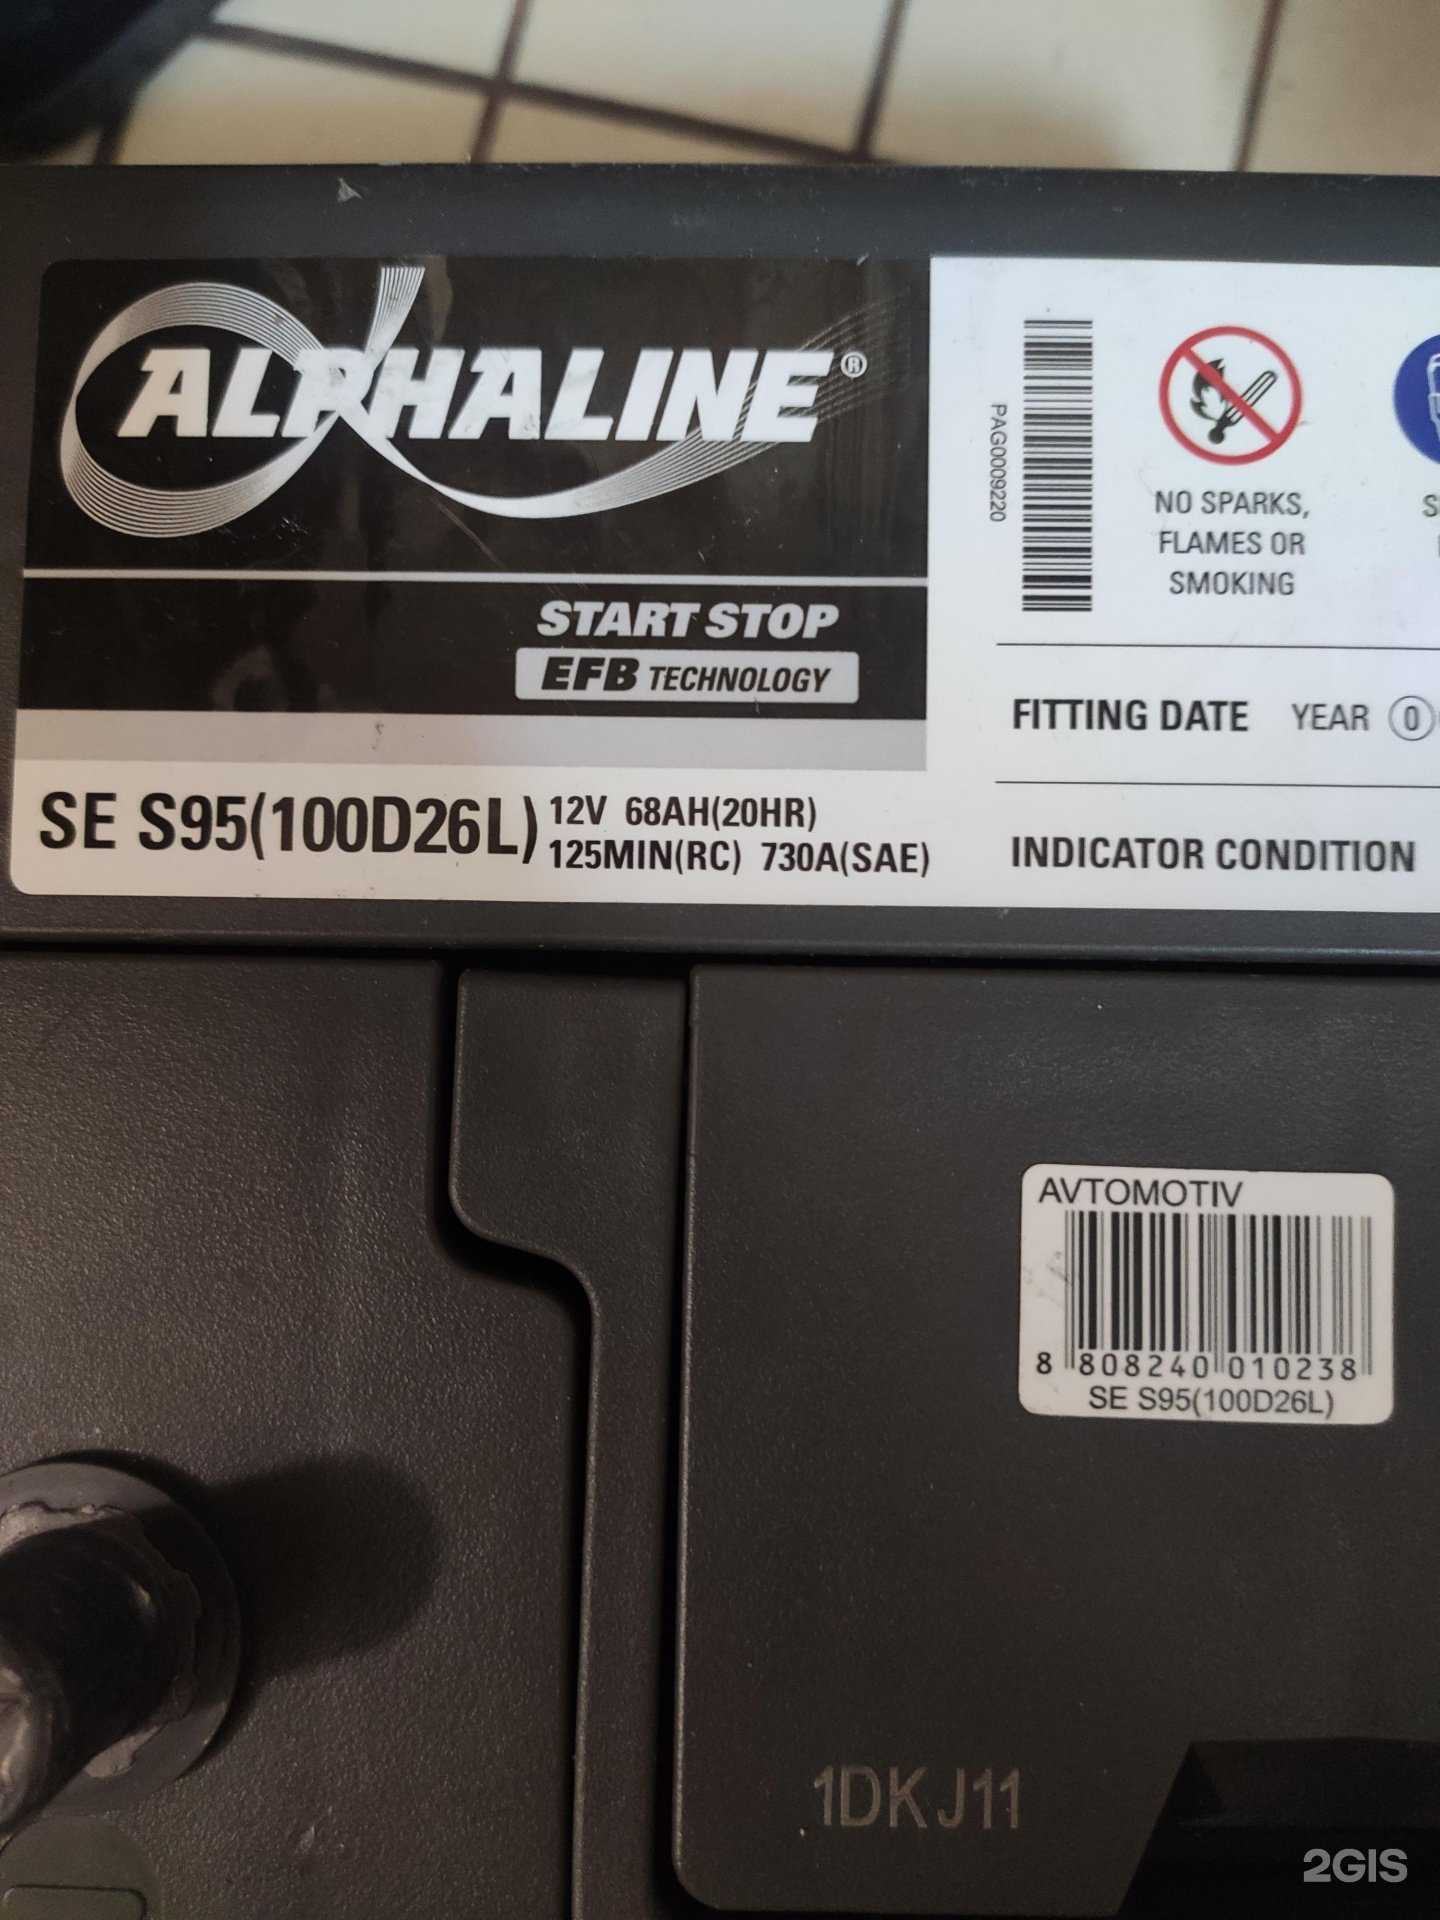 ALPHALINE®
START STOP
EFB TECHNOLOGY
SE S95(100D26L)
12V 68AH(20HR)
125MIN(RC) 730A(SAE)
PAG0009220
NO SPARKS,
FLAMES OR
SMOKING
FITTING DATE YEAR 0
INDICATOR CONDITION
AVTOMOTIV
8 808240 010238
SE S95(100D26L)
1DKJ11
2GIS